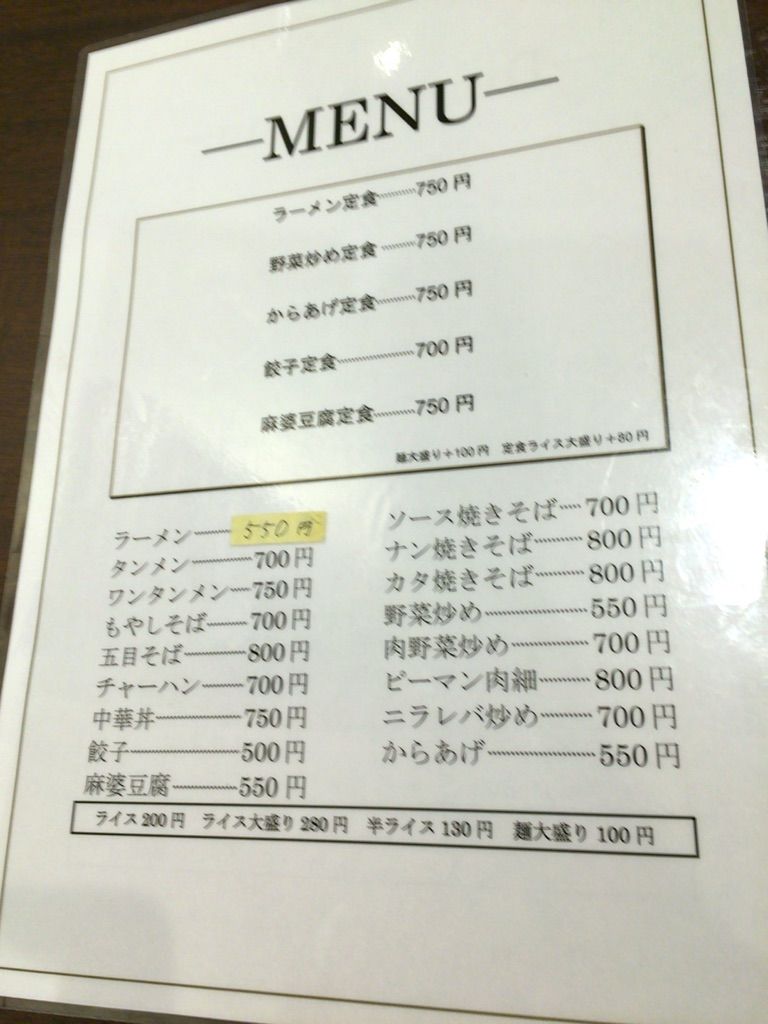 —MENU—
ラーメン定食…………750円
野菜炒め定食…………750円
からあげ定食…………750円
餃子定食…………………700円
麻婆豆腐定食…………750円
麺大盛り+100円　定食ライス大盛り+80円
ラーメン………550円
タンメン………………700円
ワンタンメン………750円
もやしそば…………700円
五目そば………………800円
チャーハン…………700円
中華丼…………………750円
餃子……………………500円
麻婆豆腐………………550円
ソース焼きそば……700円
ナン焼きそば………800円
カタ焼きそば………800円
野菜炒め………………550円
肉野菜炒め……………700円
ピーマン肉細…………800円
ニラレバ炒め…………700円
からあげ………………550円
ライス200円　ライス大盛り280円　半ライス130円　麺大盛り100円